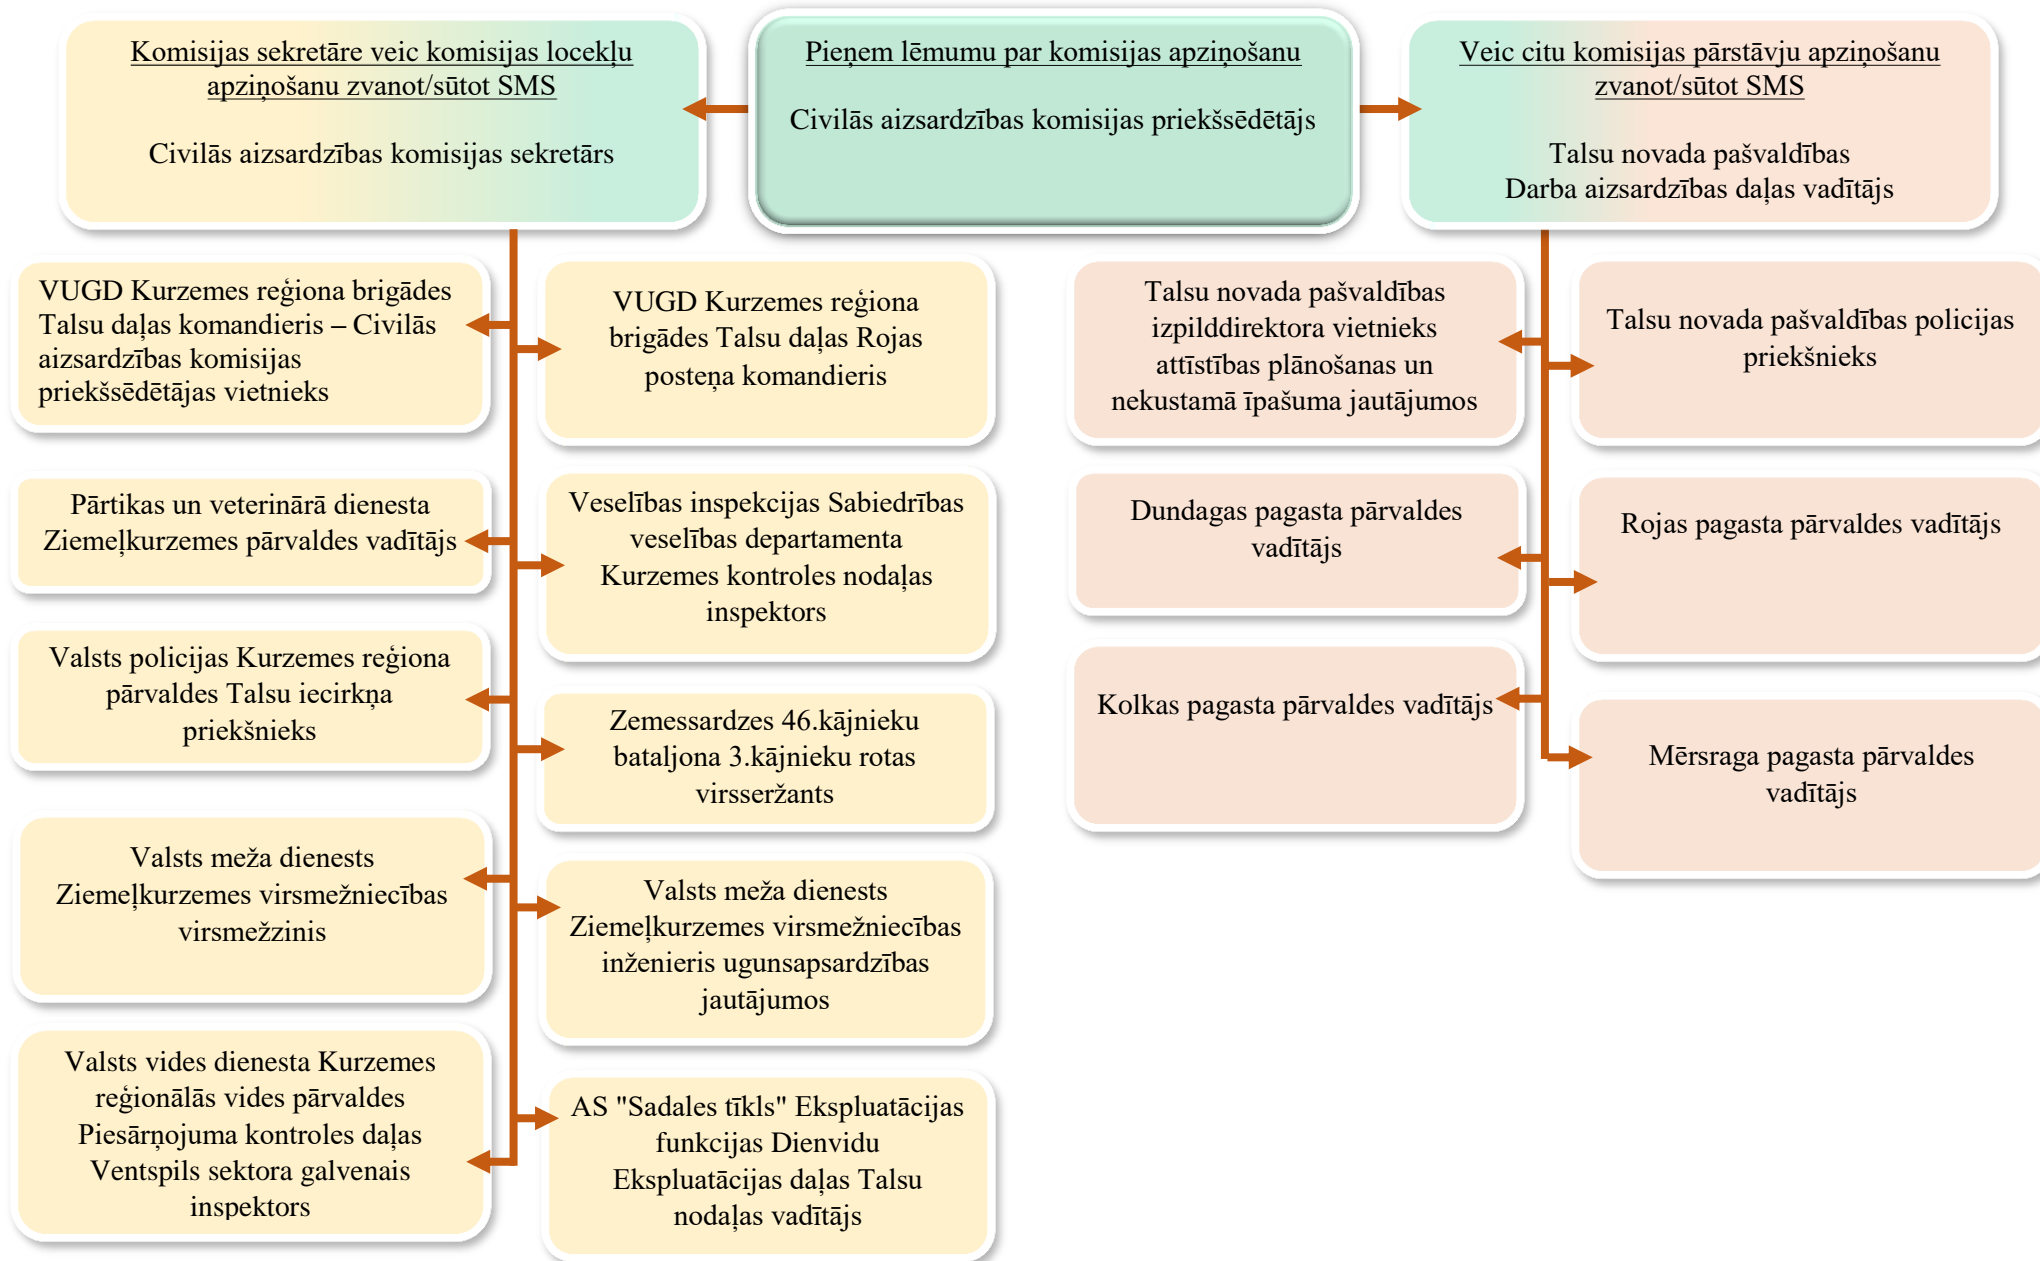 Komisijas sekretāre veic komisijas locekļu
apziņošanu zvanot/sūtot SMS
Civilās aizsardzības komisijas sekretārs
Pieņem lēmumu par komisijas apziņošanu
Civilās aizsardzības komisijas priekšsēdētājs
Veic citu komisijas pārstāvju apziņošanu
zvanot/sūtot SMS
Talsu novada pašvaldības
Darba aizsardzības daļas vadītājs
VUGD Kurzemes reģiona brigādes
Talsu daļas komandieris – Civilās
aizsardzības komisijas
priekšsēdētājas vietnieks
VUGD Kurzemes reģiona
brigādes Talsu daļas Rojas
posteņa komandieris
Pārtikas un veterinārā dienesta
Ziemeļkurzemes pārvaldes vadītājs
Veselības inspekcijas Sabiedrības
veselības departamenta
Kurzemes kontroles nodaļas
inspektors
Valsts policijas Kurzemes reģiona
pārvaldes Talsu iecirkņa
priekšnieks
Zemessardzes 46.kājnieku
bataljona 3.kājnieku rotas
virsseržants
Valsts meža dienests
Ziemeļkurzemes virsmežniecības
virsmežzinis
Valsts meža dienests
Ziemeļkurzemes virsmežniecības
inženieris ugunsapsardzības
jautājumos
Valsts vides dienesta Kurzemes
reģionālās vides pārvaldes
Piesārņojuma kontroles daļas
Ventspils sektora galvenais
inspektors
AS "Sadales tīkls" Ekspluatācijas
funkcijas Dienvidu
Ekspluatācijas daļas Talsu
nodaļas vadītājs
Talsu novada pašvaldības
izpilddirektora vietnieks
attīstības plānošanas un
nekustamā īpašuma jautājumos
Talsu novada pašvaldības policijas
priekšnieks
Dundagas pagasta pārvaldes
vadītājs
Rojas pagasta pārvaldes vadītājs
Kolkas pagasta pārvaldes vadītājs
Mērsraga pagasta pārvaldes
vadītājs